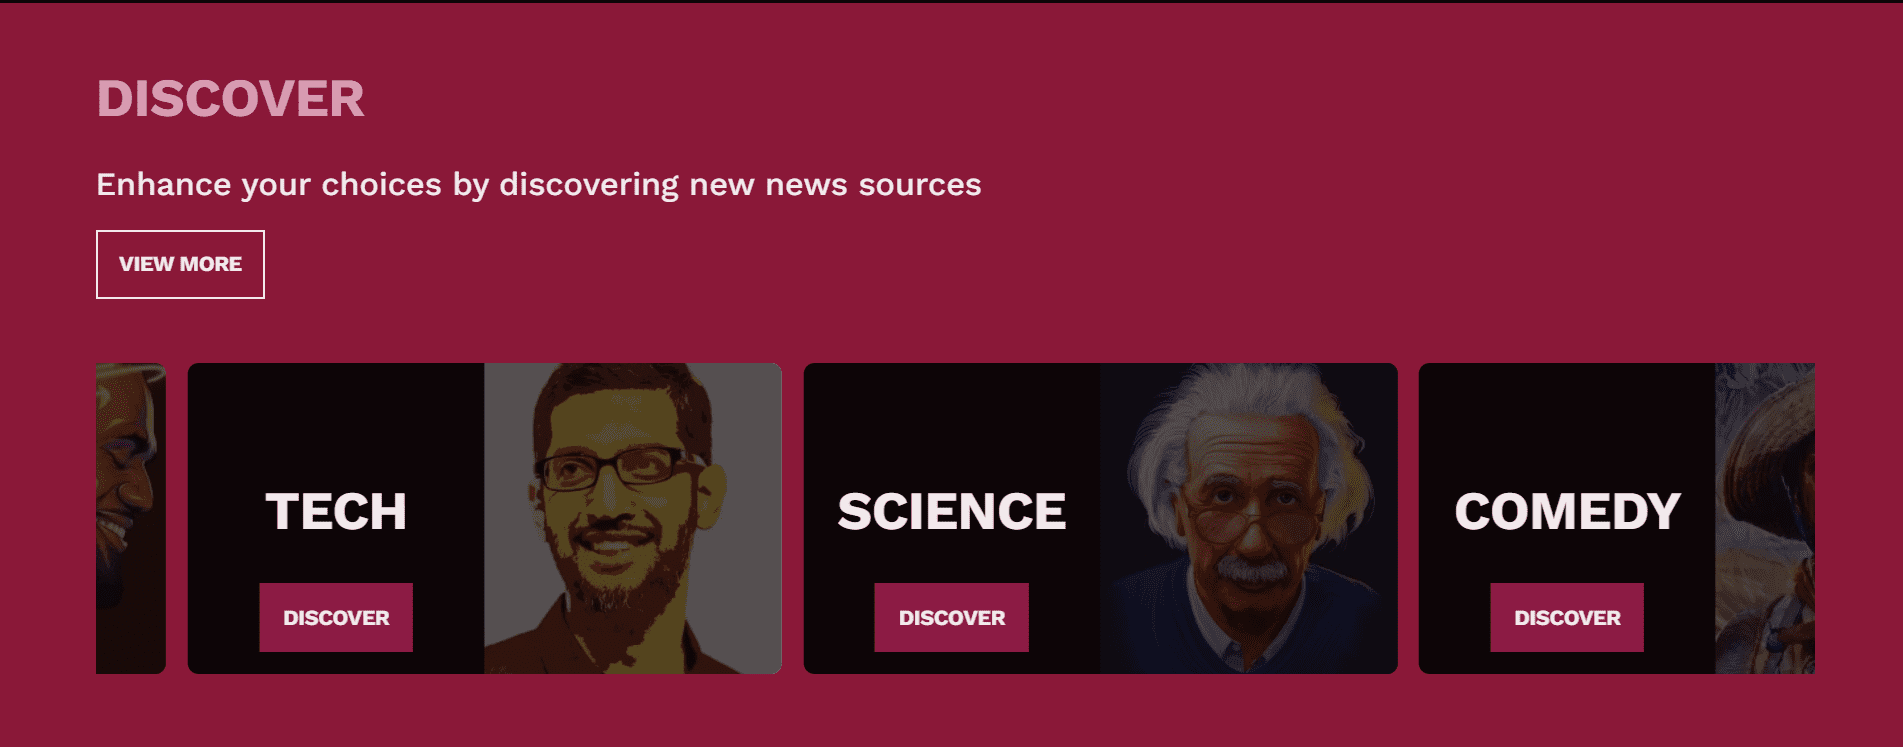 DISCOVER
Enhance your choices by discovering new news sources
VIEW MORE
TECH
DISCOVER
SCIENCE
DISCOVER
COMEDY
DISCOVER